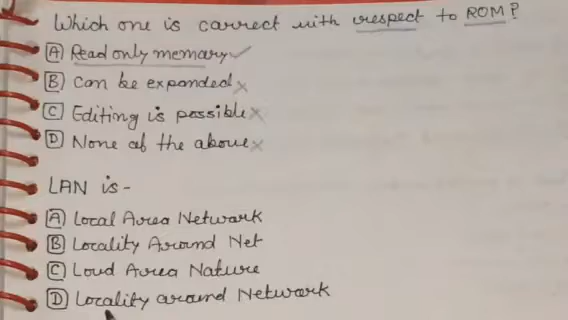 Which one is correct with respect to ROM?
A Read only memory ✓
B Can be expanded ×
C Editing is possible ×
D None of the above ×
LAN is -
A Local Area Network
B Locality Around Net
C Loud Area Nature
D Locality around Network